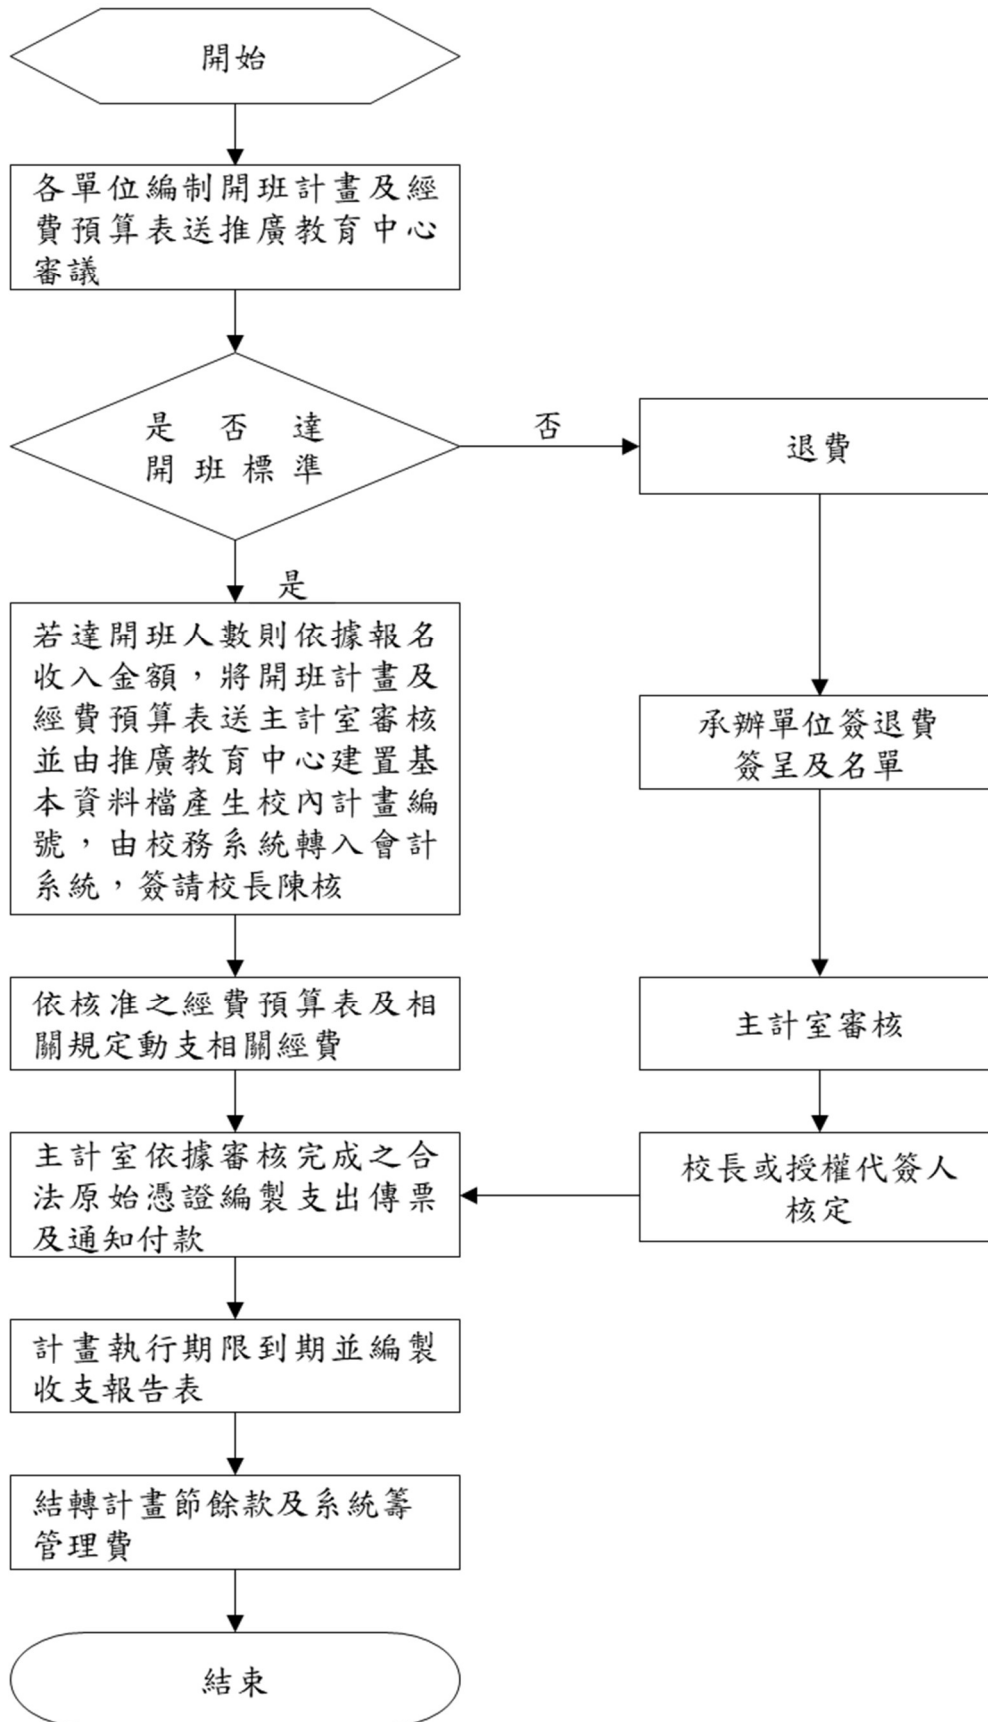 開始
各單位編制開班計畫及經
費預算表送推廣教育中心
審議
是否達
開班標準
否
退費
是
若達開班人數則依據報名
收入金額，將開班計畫及
經費預算表送主計室審核
並由推廣教育中心建置基
本資料檔產生校內計畫編
號，由校務系統轉入會計
系統，簽請校長陳核
承辦單位簽退費
簽呈及名單
依核准之經費預算表及相
關規定動支相關經費
主計室審核
主計室依據審核完成之合
法原始憑證編製支出傳票
及通知付款
校長或授權代簽人
核定
計畫執行期限到期並編製
收支報告表
結轉計畫節餘款及系統籌
管理費
結束